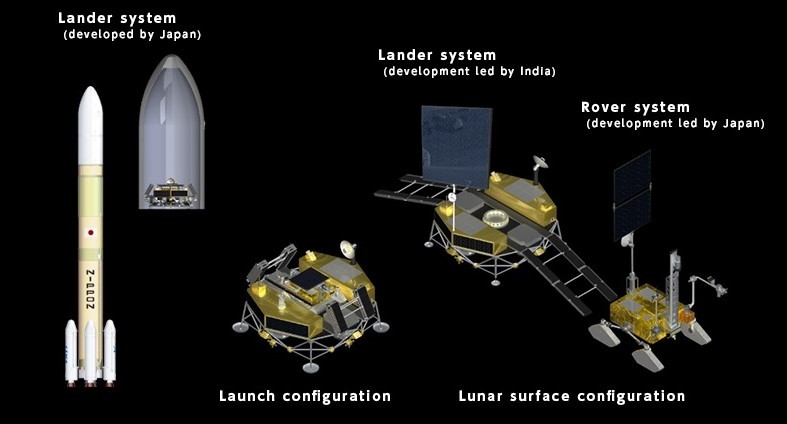 Lander system
(developed by Japan)
Lander system
(development led by India)
Rover system
(development led by Japan)
NIPPON
Launch configuration
Lunar surface configuration